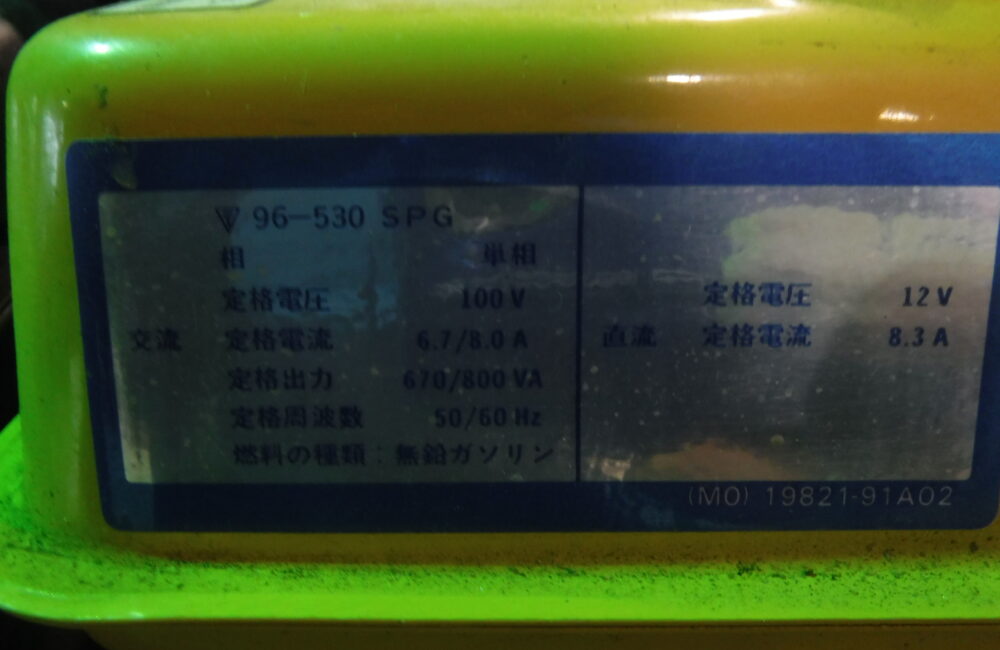 96-530 SPG
相 単相
定格電圧 100 V
交流 定格電流 6.7/8.0 A
定格出力 670/800 VA
定格周波数 50/60 Hz
燃料の種類：無鉛ガソリン
定格電圧 12 V
直流 定格電流 8.3 A
(MO) 19821-91A02